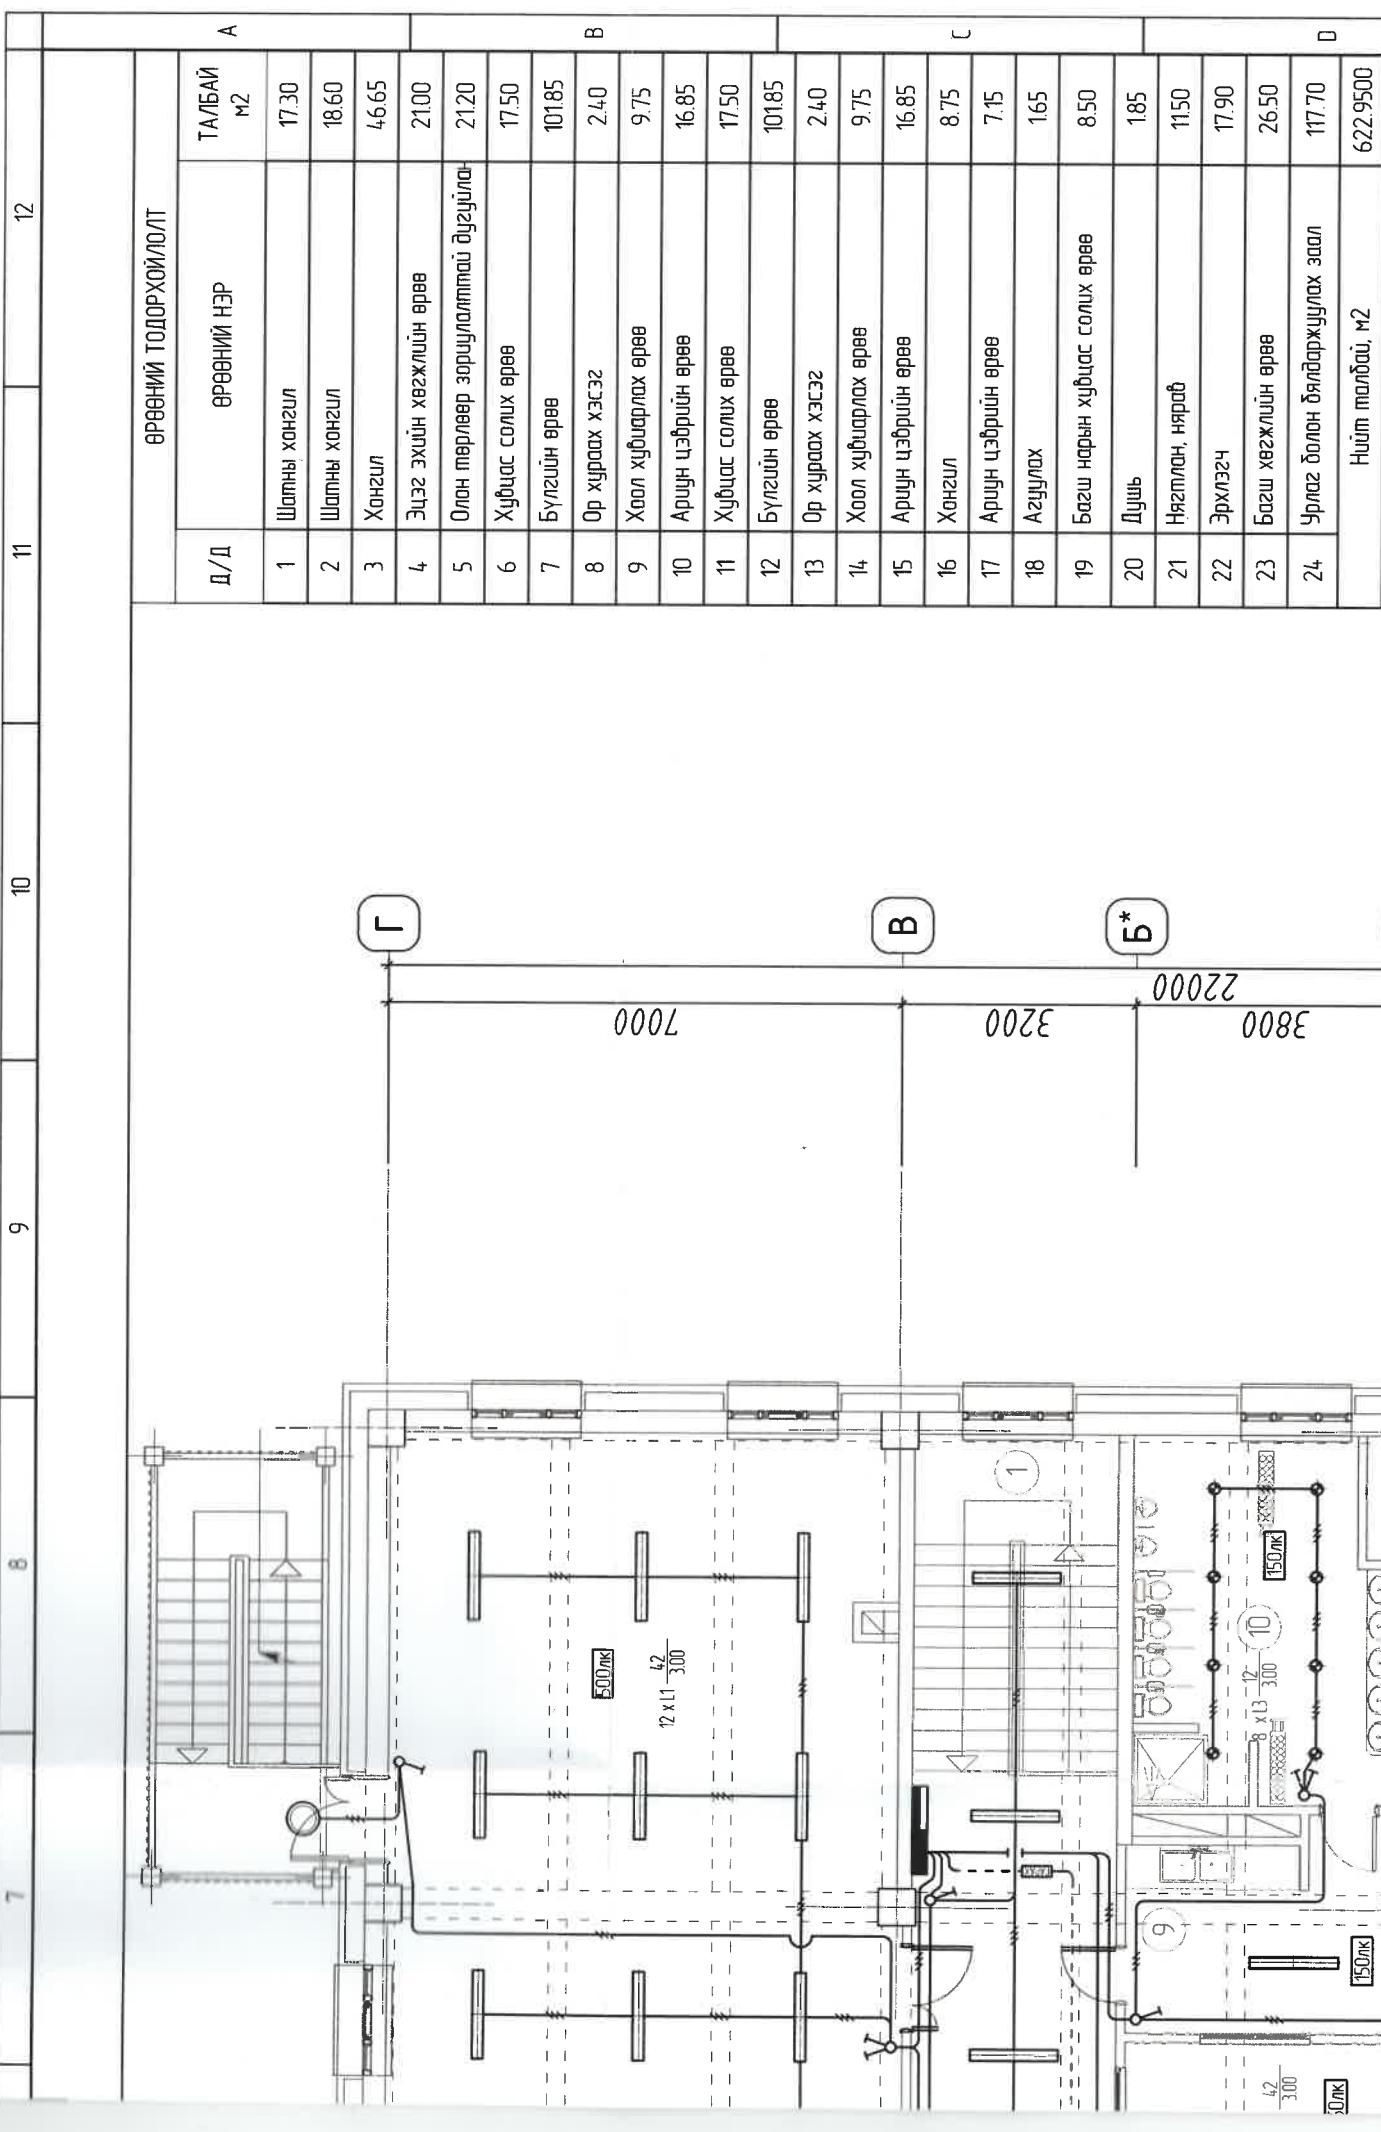 12
11
10
9
8
7
A
B
C
D
ӨРӨӨНИЙ ТОДОРХОЙЛОЛТ
Д/Д ӨРӨӨНИЙ НЭР ТАЛБАЙ м2
1 Шатны хонгил 17.30
2 Шатны хонгил 18.60
3 Хонгил 46.65
4 Эцэг эхийн хөгжлийн өрөө 21.00
5 Олон төрлөөр зориулалттай дугуйлан 21.20
6 Хувцас солих өрөө 17.50
7 Бүлгийн өрөө 101.85
8 Ор хураах хэсэг 2.40
9 Хоол хувиарлах өрөө 9.75
10 Ариун цэврийн өрөө 16.85
11 Хувцас солих өрөө 17.50
12 Бүлгийн өрөө 101.85
13 Ор хураах хэсэг 2.40
14 Хоол хувиарлах өрөө 9.75
15 Ариун цэврийн өрөө 16.85
16 Хонгил 8.75
17 Ариун цэврийн өрөө 7.15
18 Агуулах 1.65
19 Багш нарын хувцас солих өрөө 8.50
20 Душь 1.85
21 Нягтлан, нярав 11.50
22 Эрхлэгч 17.90
23 Багш хөгжлийн өрөө 26.50
24 Урлаг болон бялдаржуулах заал 117.70
Нийт талбай, м2 622.9500
Г
В
Б*
7000
3200
3800
22000
500лк
12 x L1 42
3.00
1
150лк
10
8 x L3 12
3.00
9
150лк
42
3.00